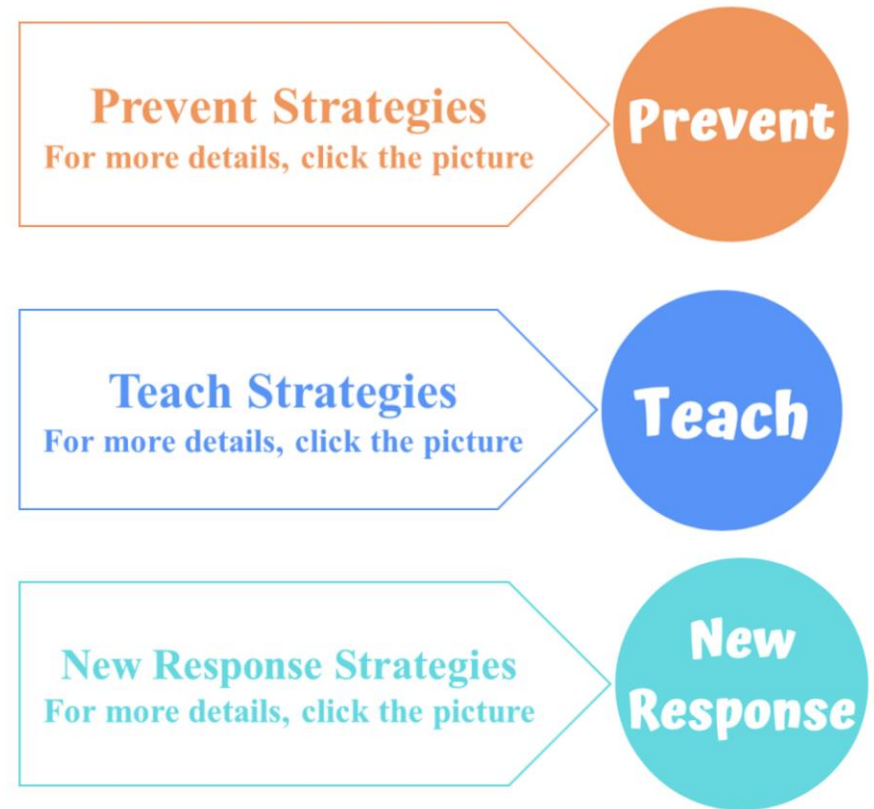 Prevent Strategies
For more details, click the picture
Prevent
Teach Strategies
For more details, click the picture
Teach
New Response Strategies
For more details, click the picture
New
Response